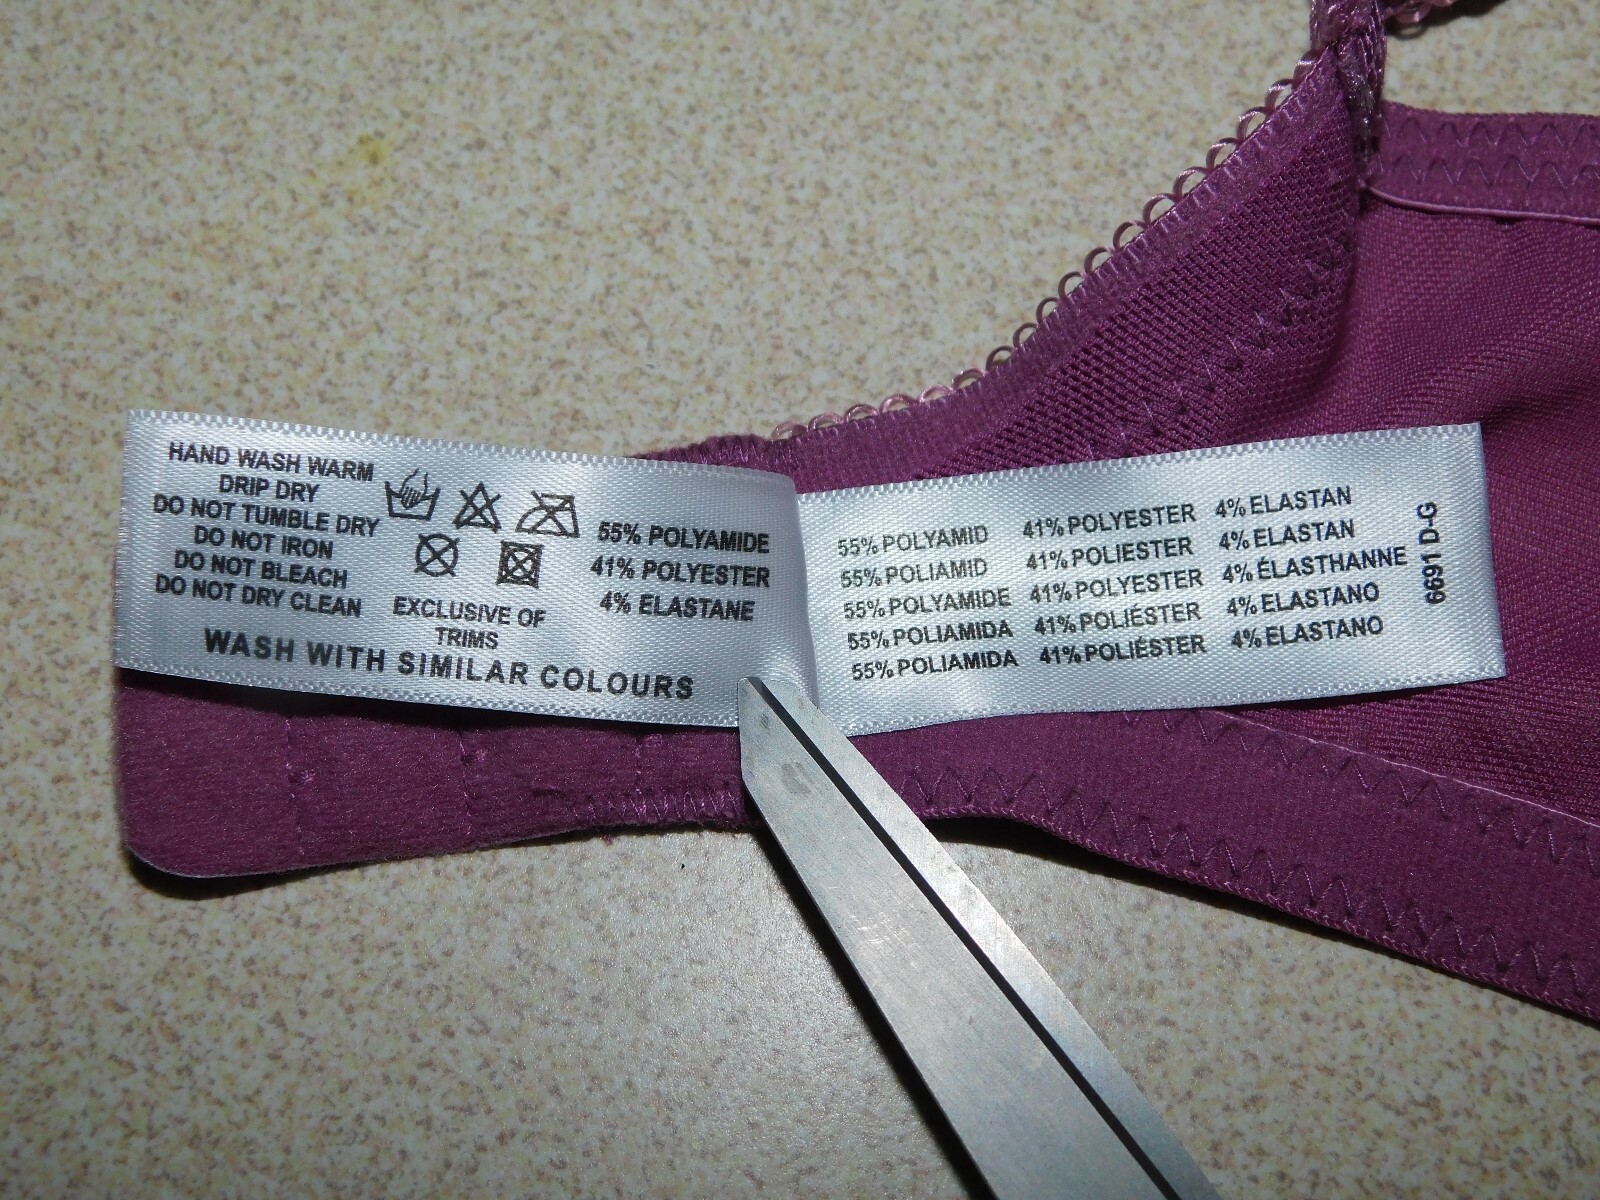 HAND WASH WARM
DRIP DRY
DO NOT TUMBLE DRY
DO NOT IRON
DO NOT BLEACH
DO NOT DRY CLEAN
EXCLUSIVE OF
TRIMS
WASH WITH SIMILAR COLOURS
55% POLYAMIDE
41% POLYESTER
4% ELASTANE
55% POLYAMID 41% POLYESTER 4% ELASTAN
55% POLIAMID 41% POLIESTER 4% ELASTAN
55% POLYAMIDE 41% POLYESTER 4% ÉLASTHANNE
55% POLIAMIDA 41% POLIÉSTER 4% ELASTANO
55% POLIAMIDA 41% POLIÉSTER 4% ELASTANO
6691 D-G